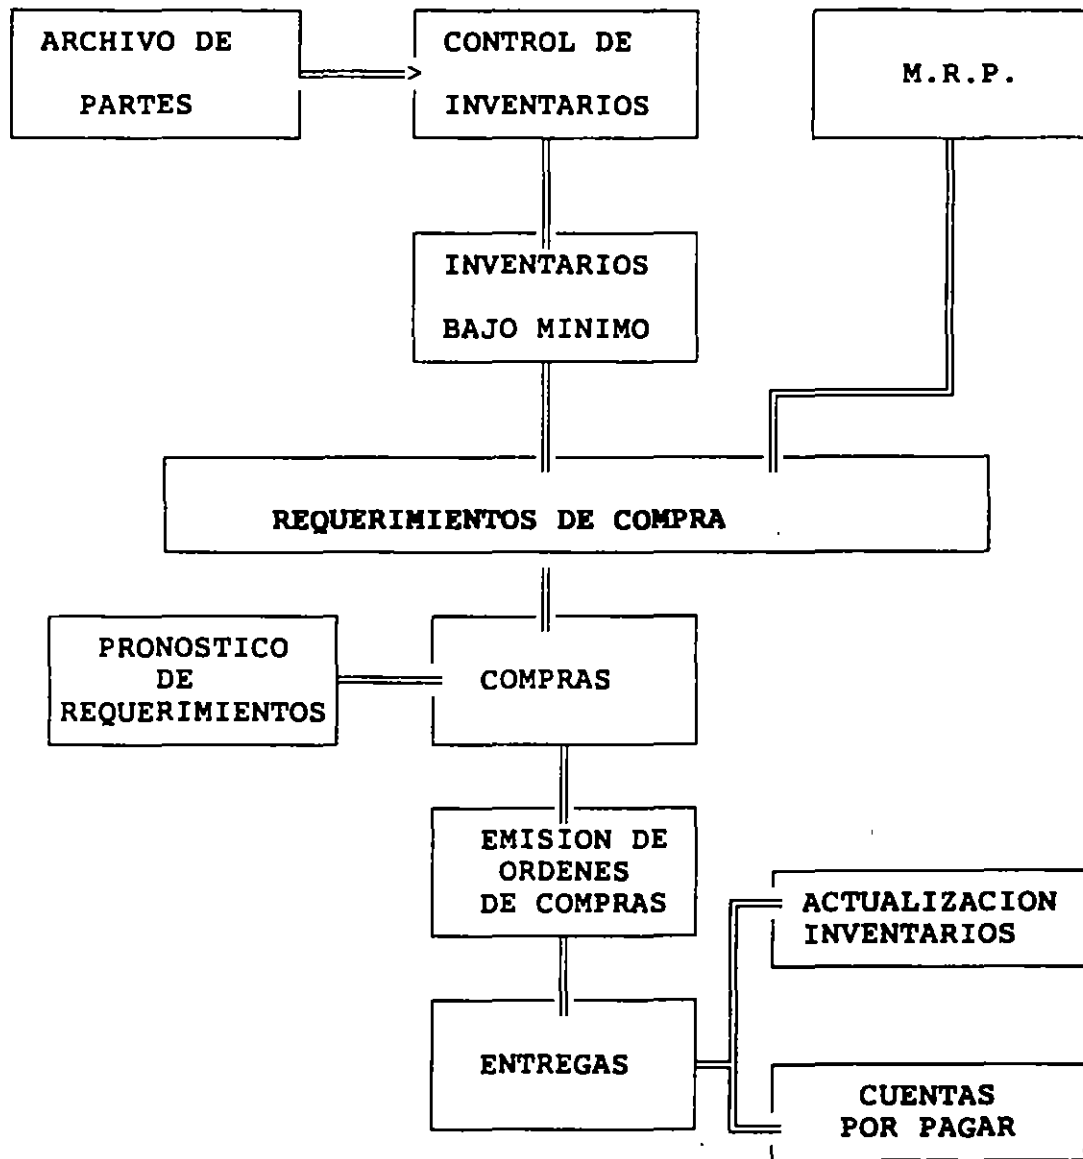 ARCHIVO DE
PARTES
CONTROL DE
INVENTARIOS
M.R.P.
INVENTARIOS
BAJO MINIMO
REQUERIMIENTOS DE COMPRA
PRONOSTICO
DE
REQUERIMIENTOS
COMPRAS
EMISION DE
ORDENES
DE COMPRAS
ACTUALIZACION
INVENTARIOS
ENTREGAS
CUENTAS
POR PAGAR